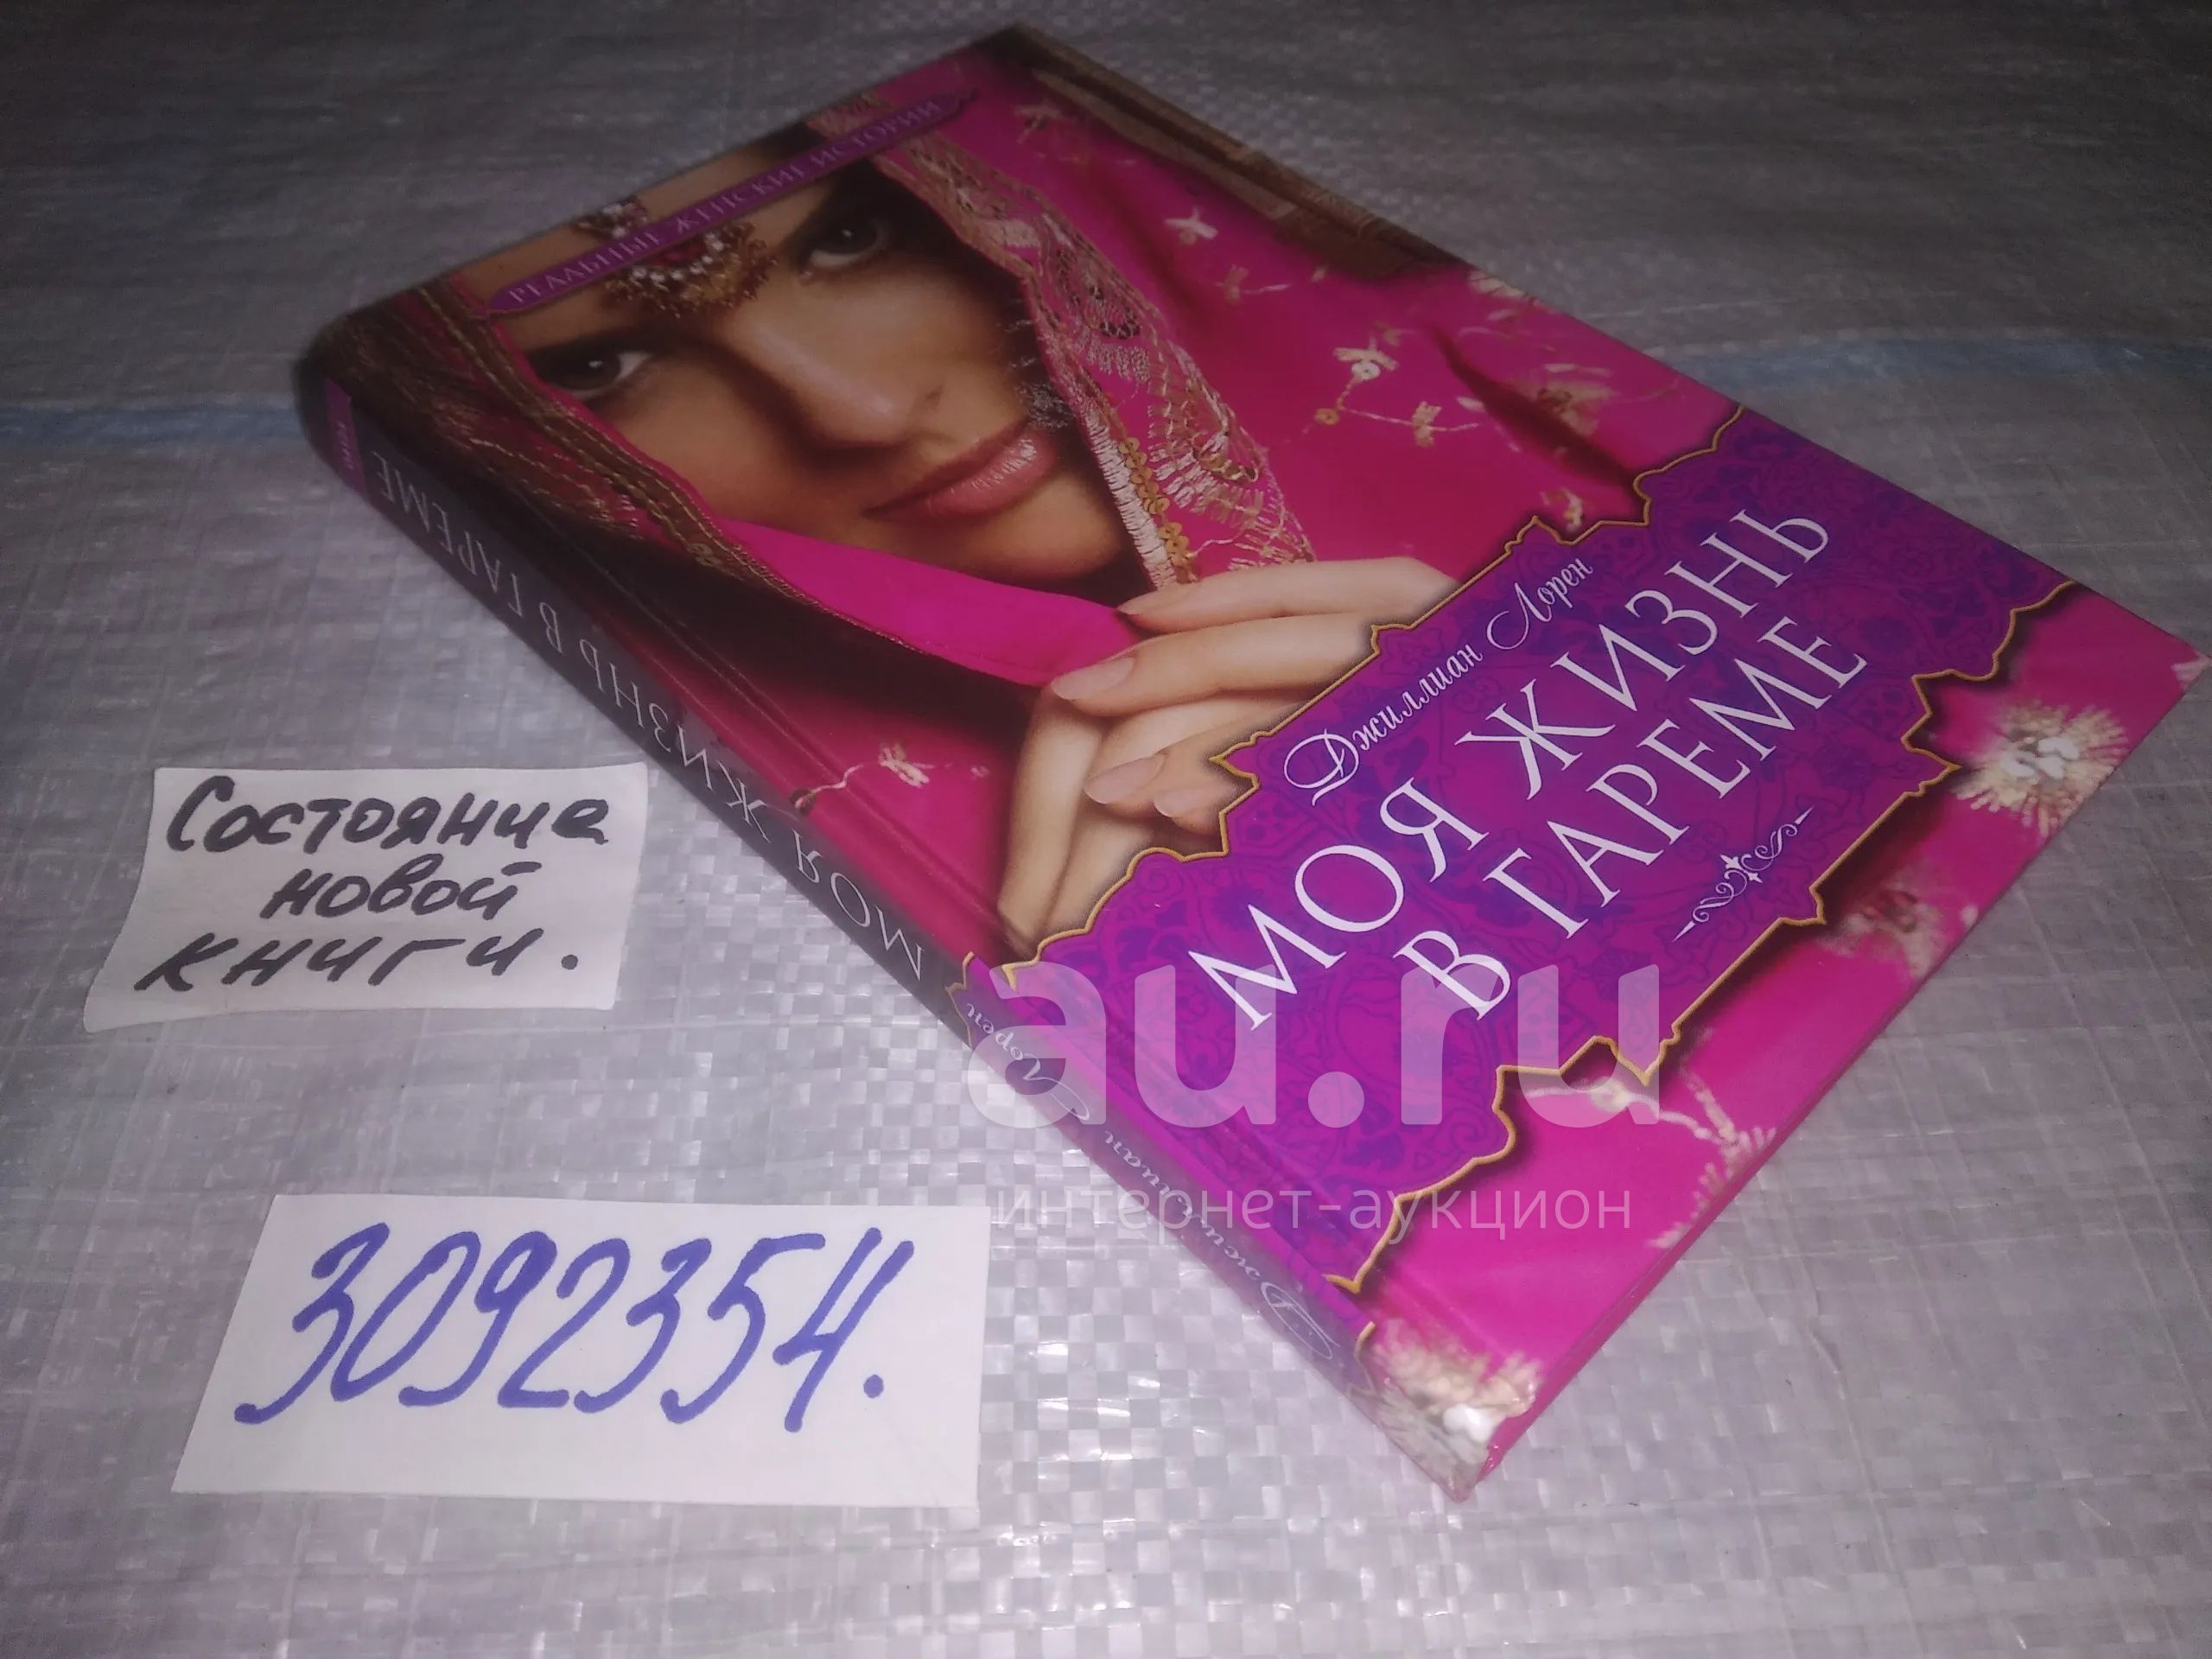 РЕАЛЬНЫЕ ЖЕНСКИЕ ИСТОРИИ
Джиллиан Лорен
МОЯ ЖИЗНЬ
В ГАРЕМЕ
Джиллиан Лорен
МОЯ ЖИЗНЬ В ГАРЕМЕ
Состояние
новой
книги.
3092354.
au.ru
интернет-аукцион